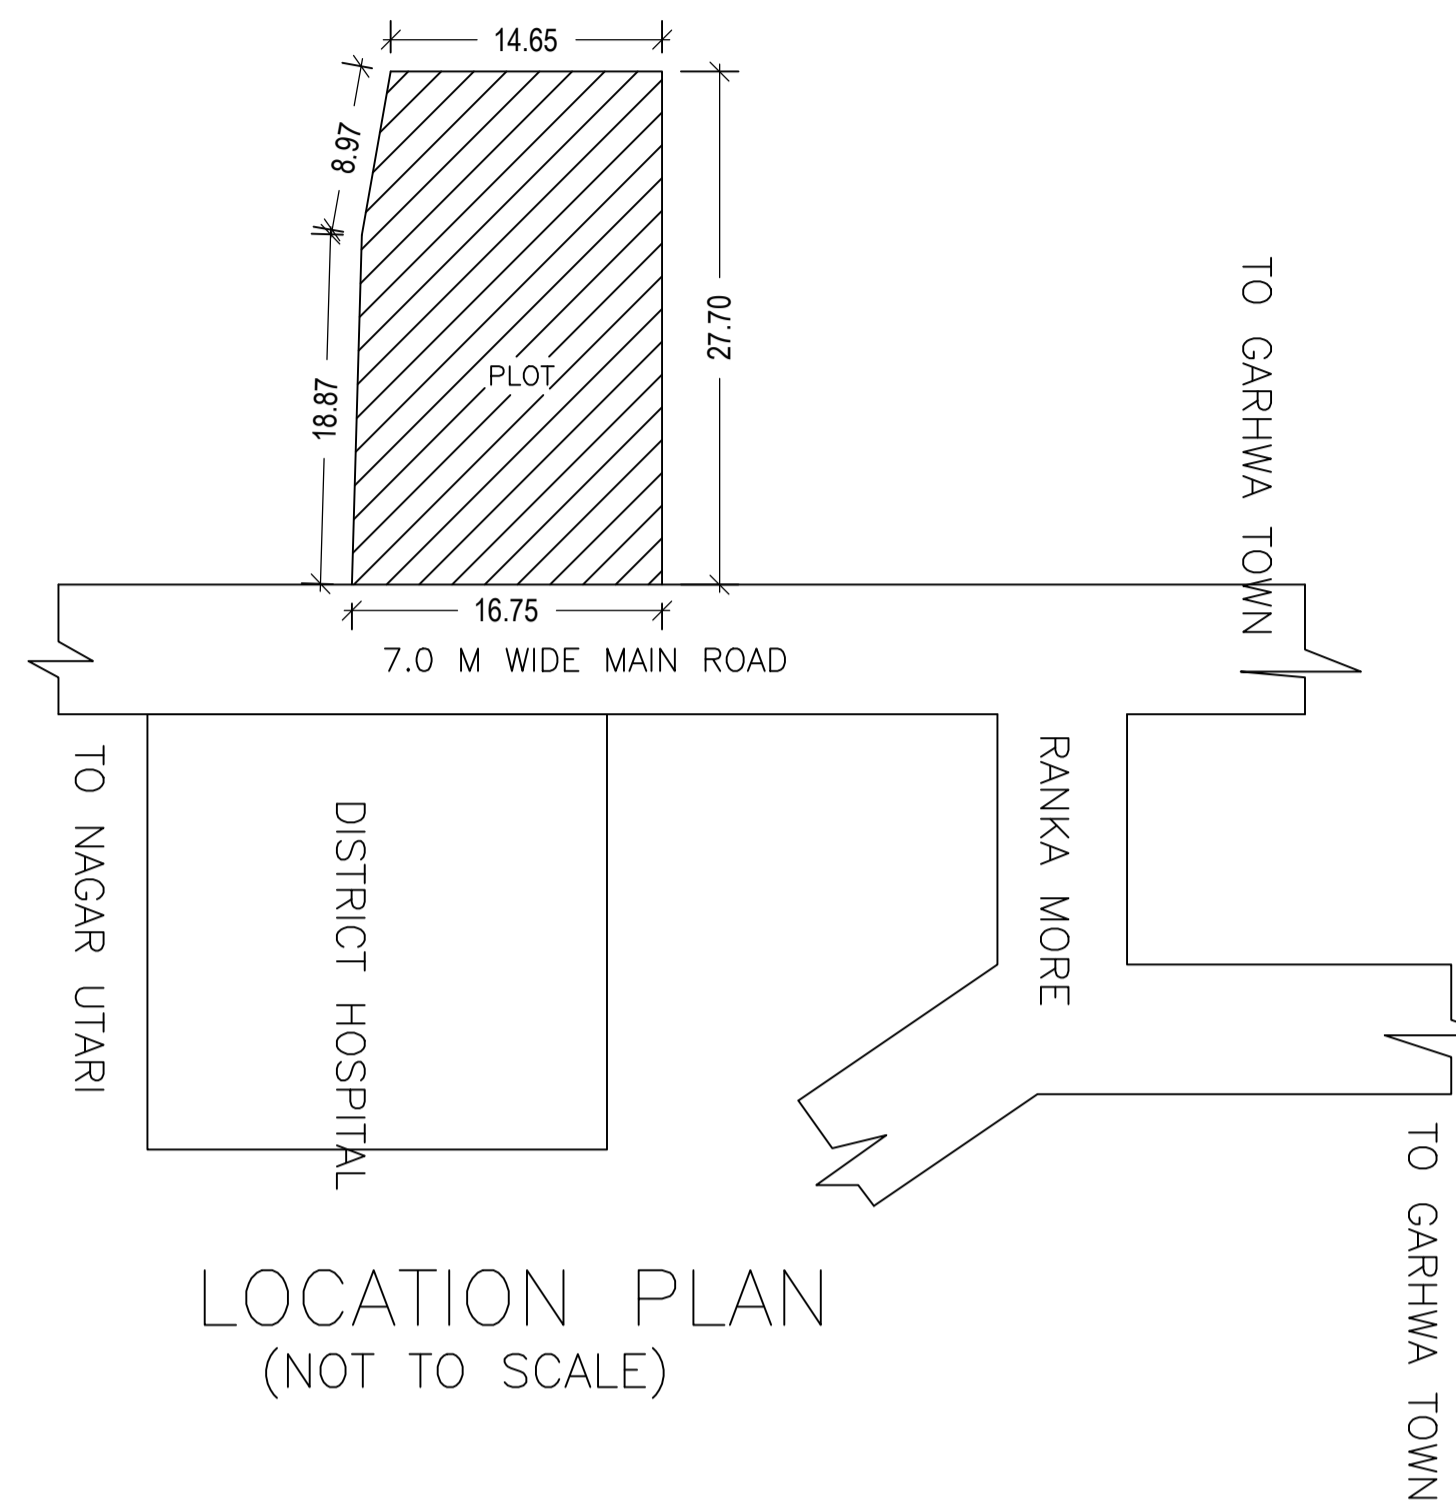 14.65
8.97
18.87
27.70
PLOT
16.75
7.0 M WIDE MAIN ROAD
TO GARHWA TOWN
TO NAGAR UTARI
DISTRICT HOSPITAL
RANKA MORE
TO GARHWA TOWN
LOCATION PLAN
(NOT TO SCALE)